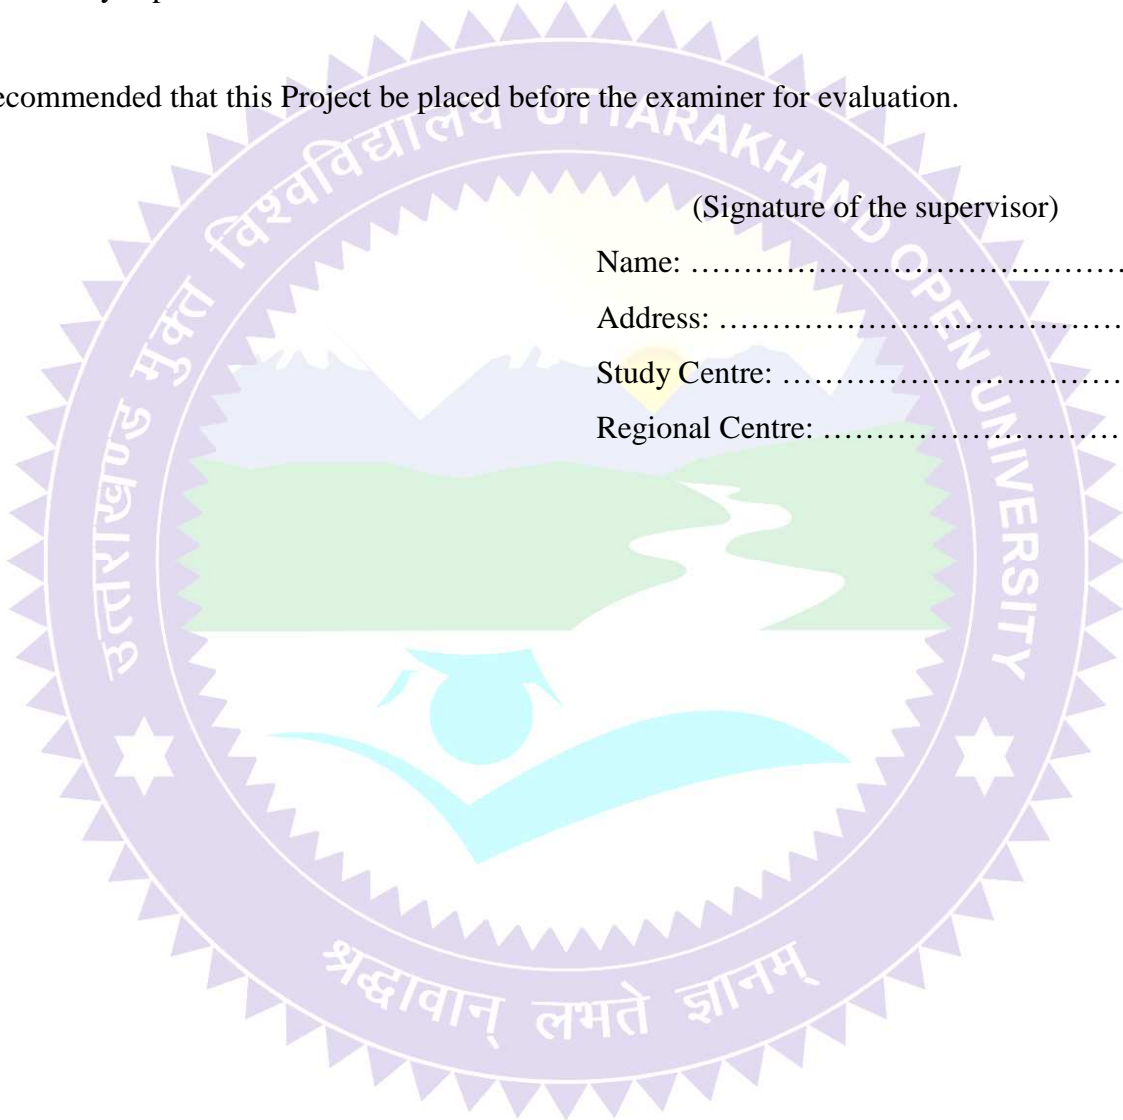 ecommended that this Project be placed before the examiner for evaluation.
उत्तराखण्ड मुक्त विश्वविद्यालय UTTARAKHAND OPEN UNIVERSITY
(Signature of the supervisor)
Name: ………………………………………
Address: ……………………………………
Study Centre: ………………………………
Regional Centre: …………………………
श्रद्धावान् लभते ज्ञानम्